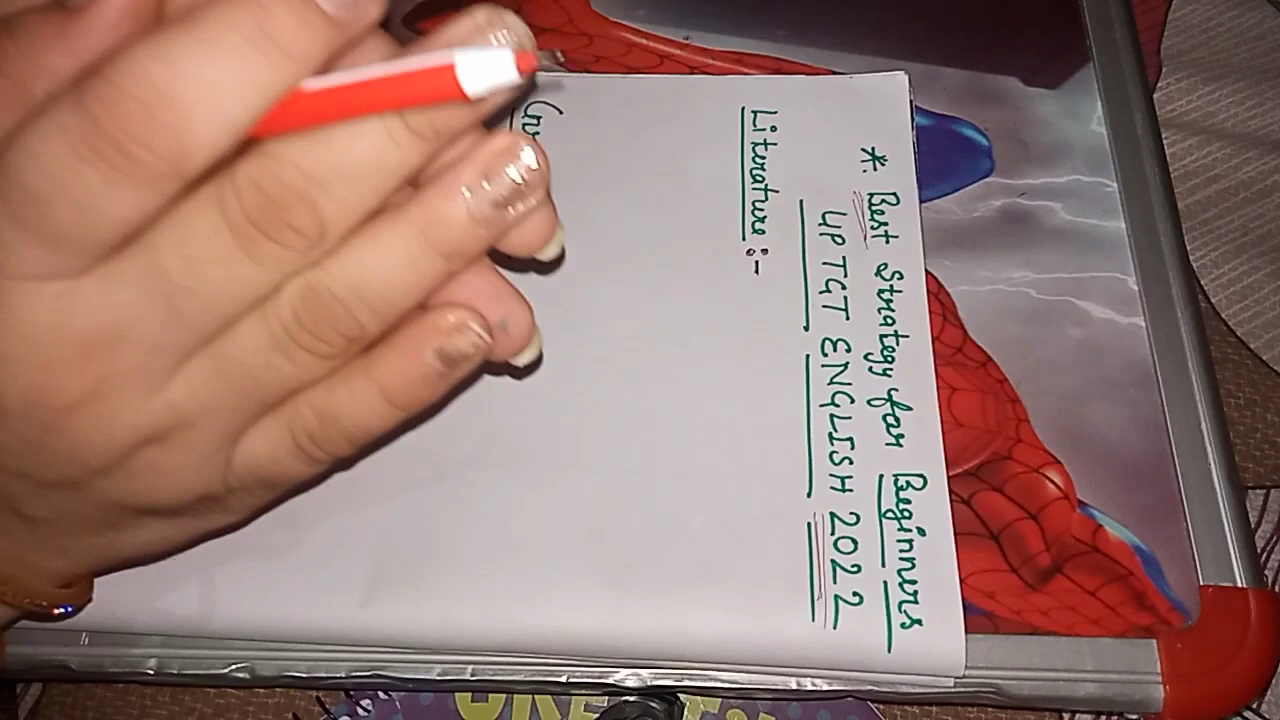 *. Best Strategy for Beginners
UPTGT ENGLISH 2022
Literature :-